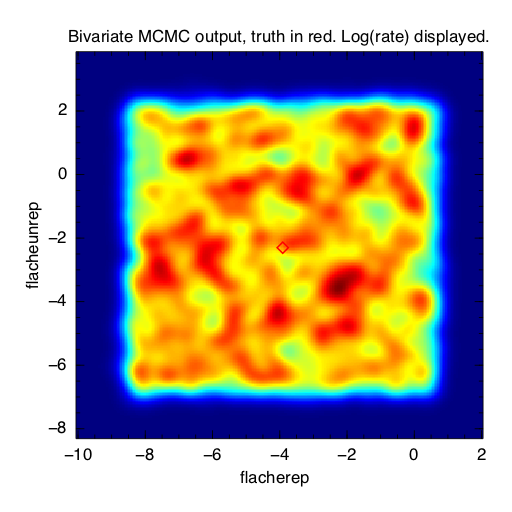 Bivariate MCMC output, truth in red. Log(rate) displayed.
2
0
−2
−4
−6
−8
flacheunrep
−10 −8 −6 −4 −2 0 2
flacherep